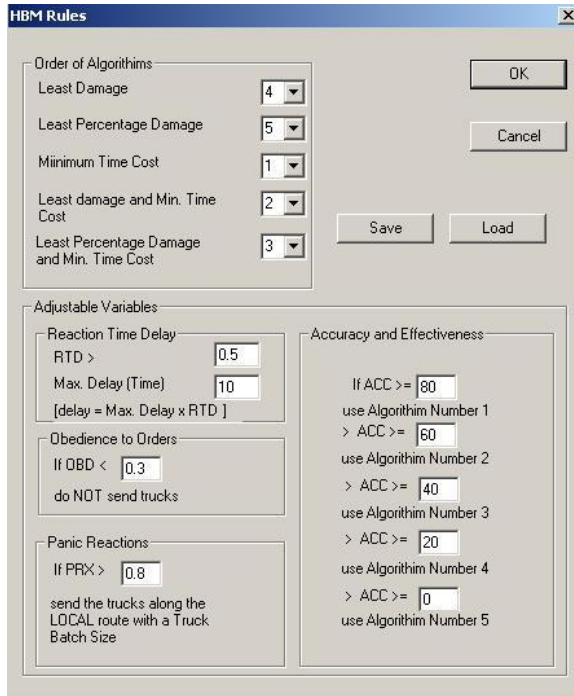 HBM Rules
Order of Algorithims
Least Damage
4
Least Percentage Damage
5
Miinimum Time Cost
1
Least damage and Min. Time
Cost
2
Least Percentage Damage
and Min. Time Cost
3
OK
Cancel
Save
Load
Adjustable Variables
Reaction Time Delay
RTD >
0.5
Max. Delay (Time)
10
[delay = Max. Delay x RTD ]
Obedience to Orders
If OBD < 0.3
do NOT send trucks
Panic Reactions
If PRX > 0.8
send the trucks along the
LOCAL route with a Truck
Batch Size
Accuracy and Effectiveness
If ACC >= 80
use Algorithim Number 1
> ACC >= 60
use Algorithim Number 2
> ACC >= 40
use Algorithim Number 3
> ACC >= 20
use Algorithim Number 4
> ACC >= 0
use Algorithim Number 5